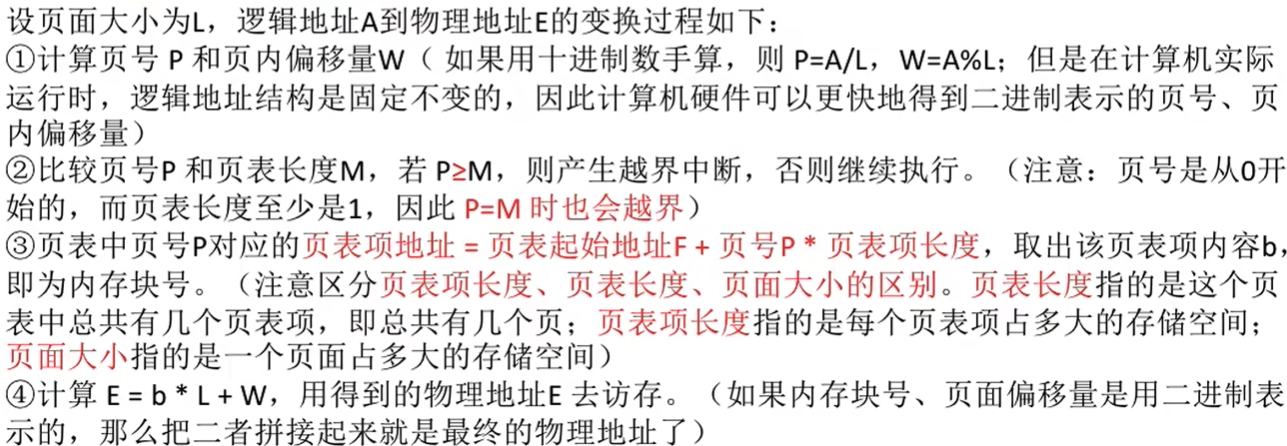 设页面大小为L，逻辑地址A到物理地址E的变换过程如下：
①计算页号 P 和页内偏移量W（ 如果用十进制数手算，则 P=A/L，W=A%L；但是在计算机实际
运行时，逻辑地址结构是固定不变的，因此计算机硬件可以更快地得到二进制表示的页号、页
内偏移量）
②比较页号P 和页表长度M，若 P≥M，则产生越界中断，否则继续执行。（注意：页号是从0开
始的，而页表长度至少是1，因此 P=M 时也会越界）
③页表中页号P对应的页表项地址 = 页表起始地址F + 页号P * 页表项长度，取出该页表项内容b，
即为内存块号。（注意区分页表项长度、页表长度、页面大小的区别。页表长度指的是这个页
表中总共有几个页表项，即总共有几个页；页表项长度指的是每个页表项占多大的存储空间；
页面大小指的是一个页面占多大的存储空间）
④计算 E = b * L + W，用得到的物理地址E 去访存。（如果内存块号、页面偏移量是用二进制表
示的，那么把二者拼接起来就是最终的物理地址了）